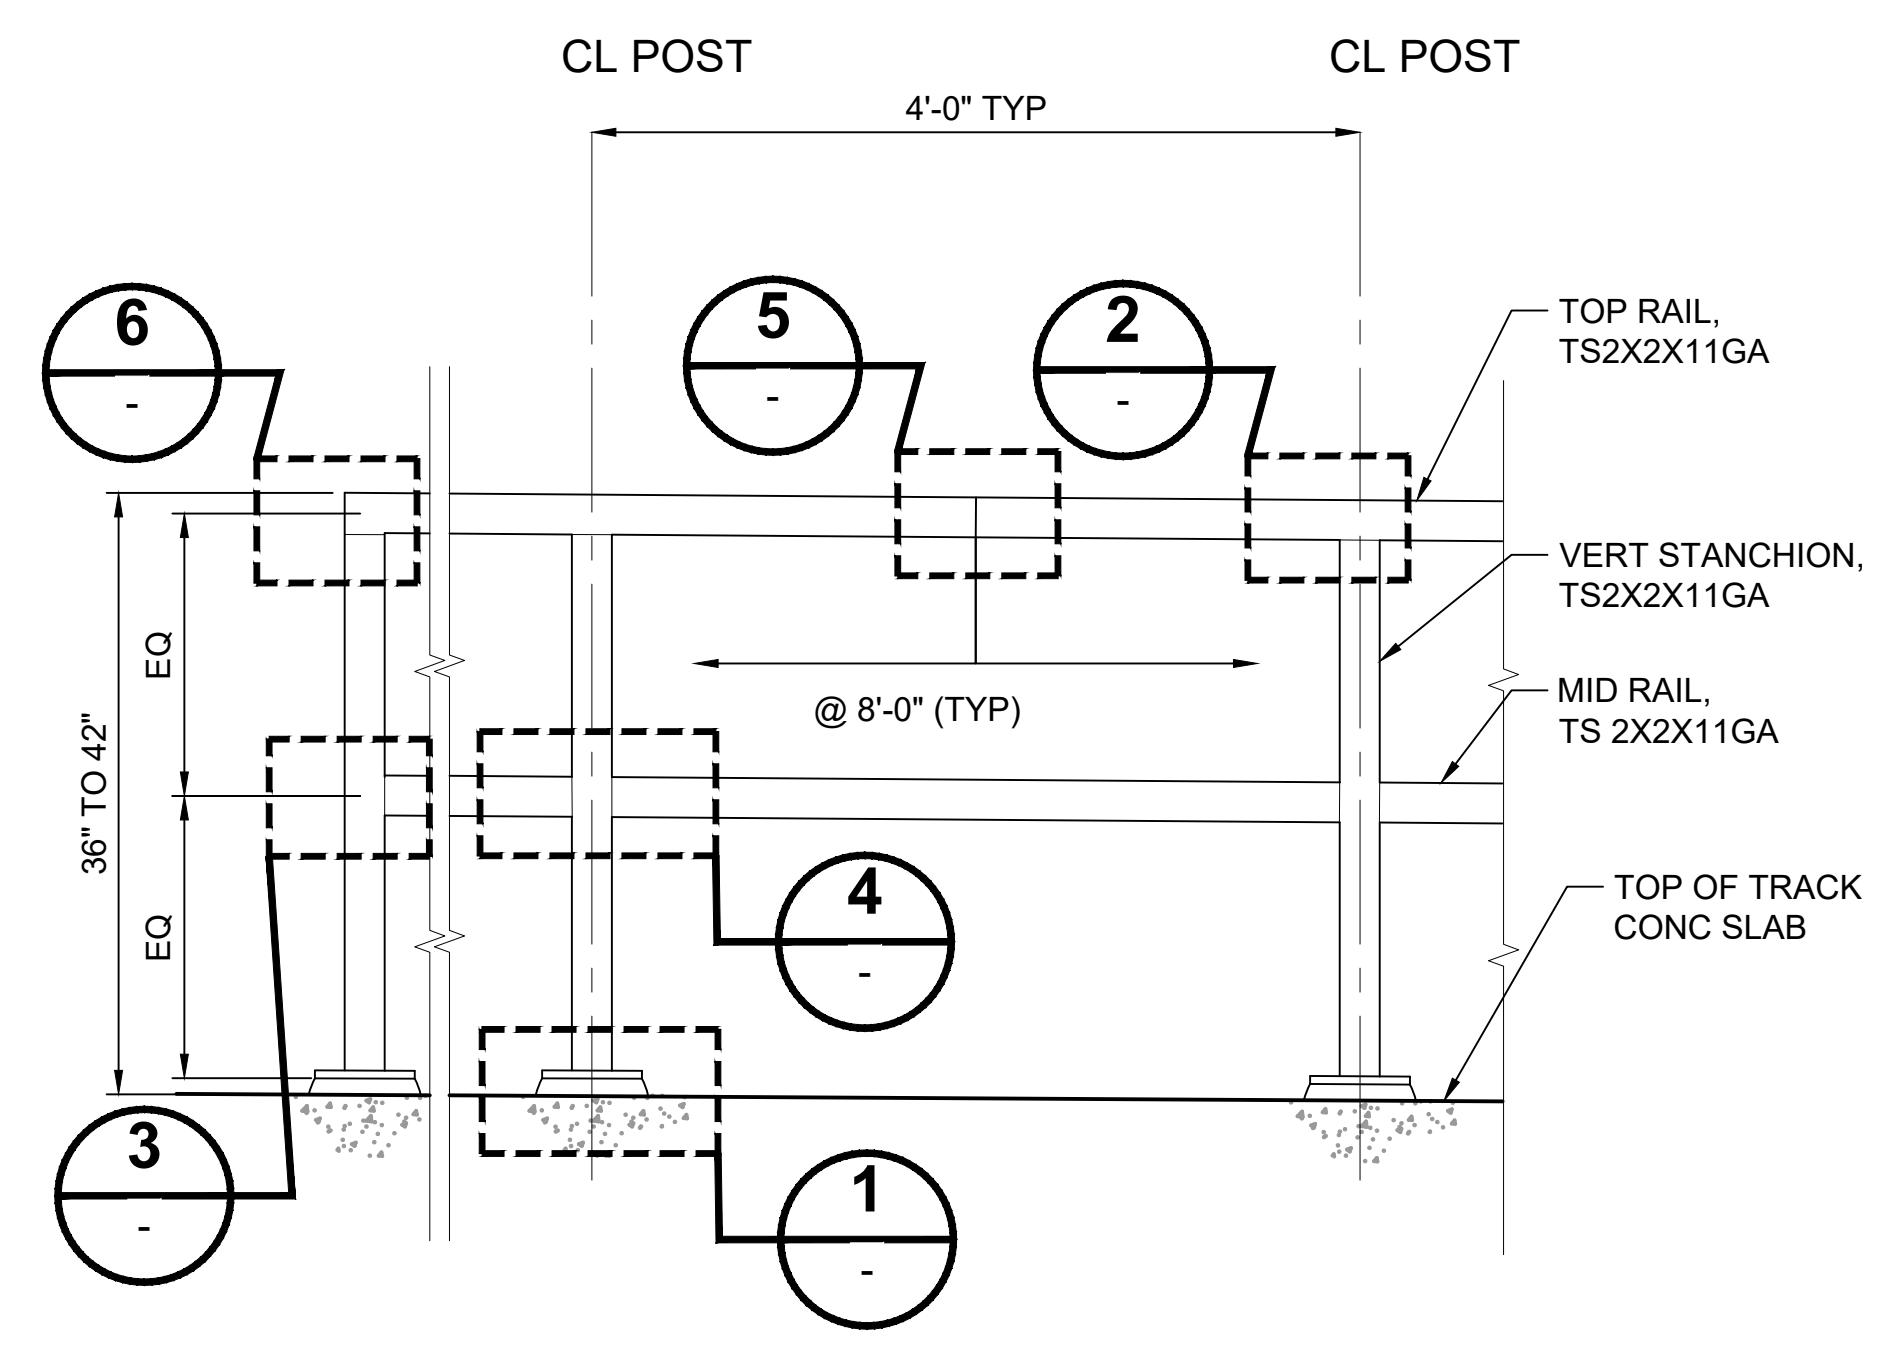 CL POST
CL POST
4'-0" TYP
6
-
5
-
2
-
TOP RAIL,
TS2X2X11GA
VERT STANCHION,
TS2X2X11GA
EQ
@ 8'-0" (TYP)
MID RAIL,
TS 2X2X11GA
36" TO 42"
4
-
TOP OF TRACK
CONC SLAB
EQ
3
-
1
-